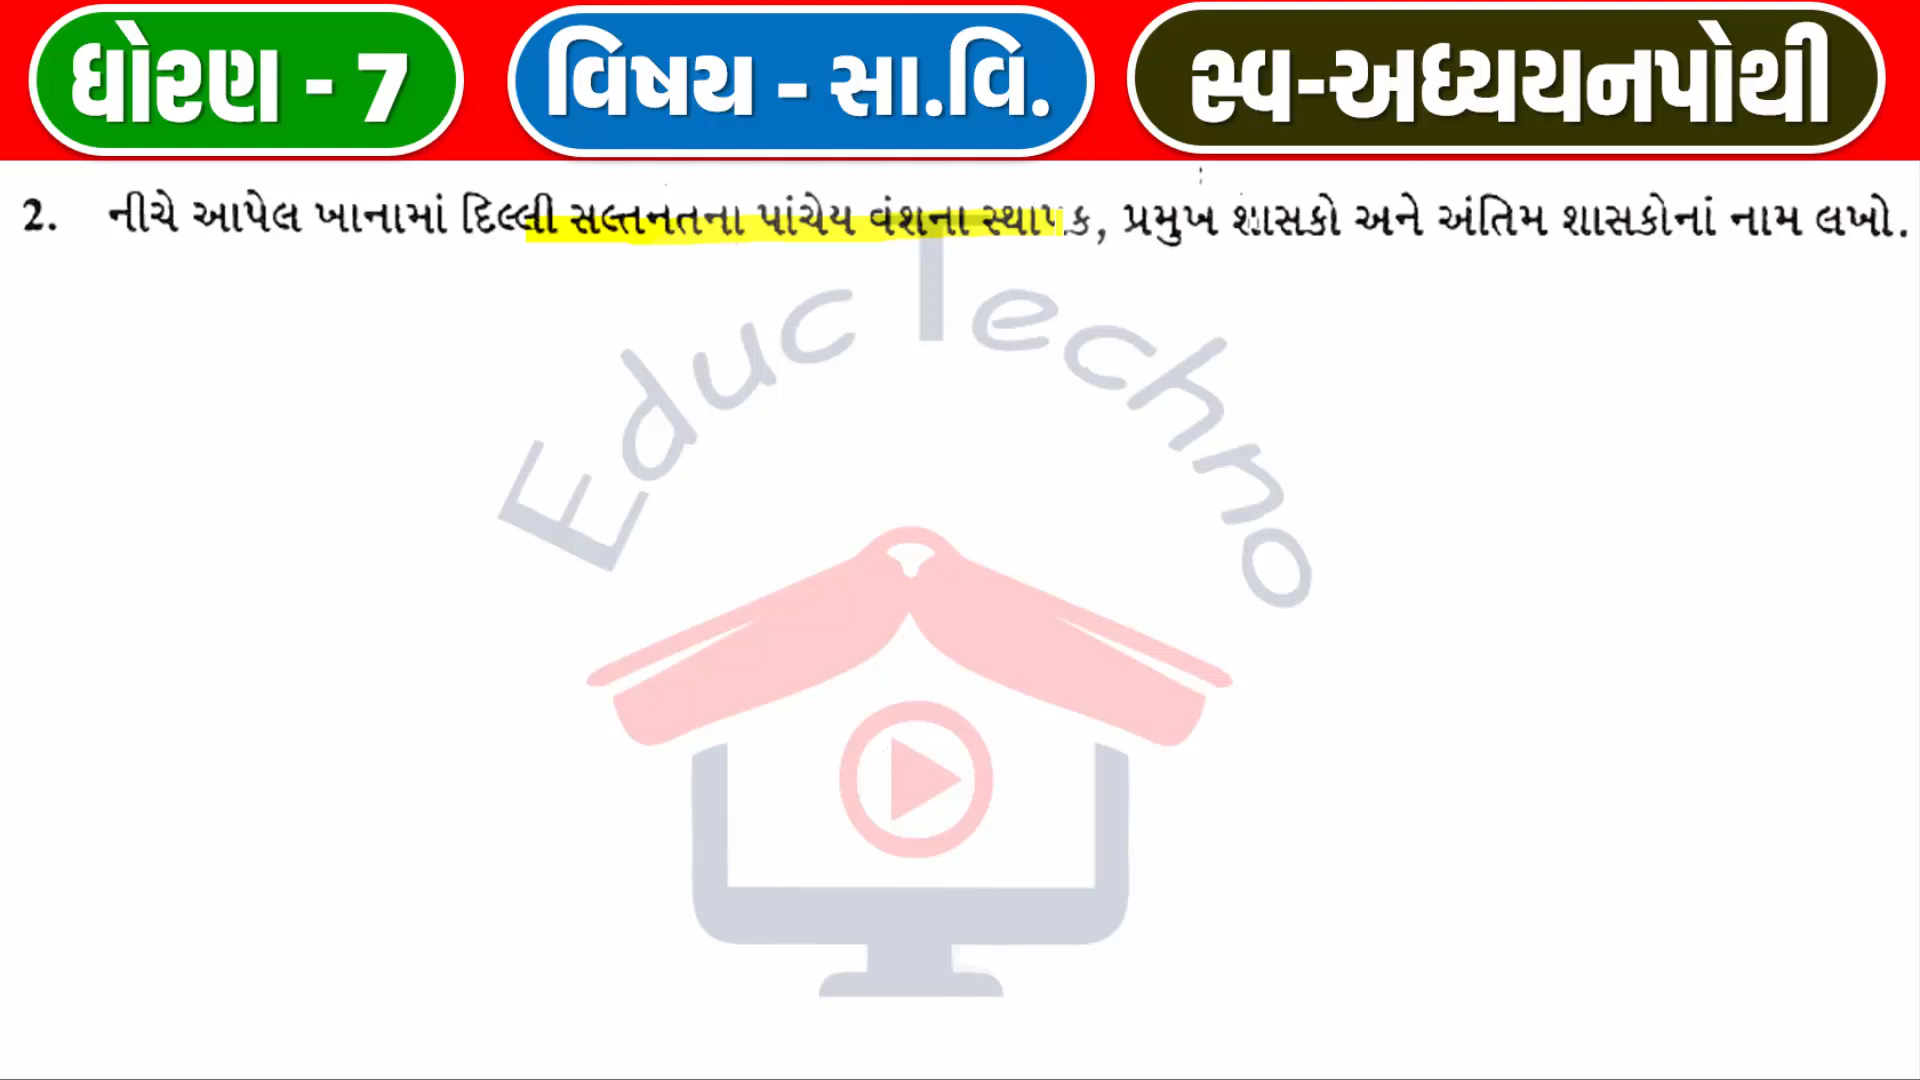 ધોરણ - 7
વિષય - સા.વિ.
સ્વ-અધ્યયનપોથી
2. નીચે આપેલ ખાનામાં દિલ્લી સલ્તનતના પાંચેય વંશના સ્થાપક, પ્રમુખ શાસકો અને અંતિમ શાસકોનાં નામ લખો.
EducTechno